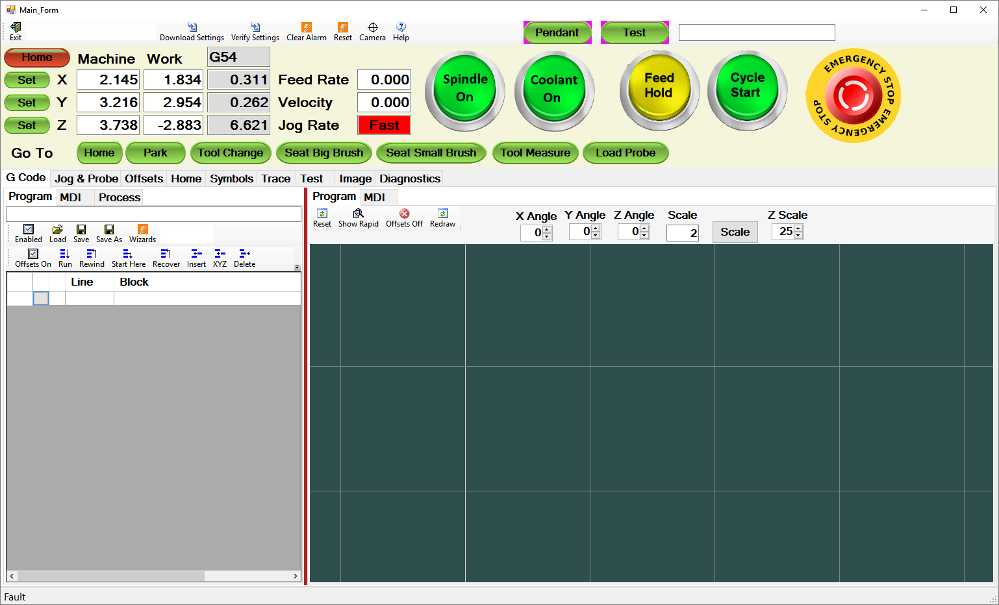 Main_Form
Exit Download Settings Verify Settings Clear Alarm Reset Camera Help Pendant Test
Home Machine Work G54
Set X 2.145 1.834 0.311 Feed Rate 0.000
Set Y 3.216 2.954 0.262 Velocity 0.000
Set Z 3.738 -2.883 6.621 Jog Rate Fast
Spindle On
Coolant On
Feed Hold
Cycle Start
EMERGENCY STOP
EMERGENCY STOP
Go To Home Park Tool Change Seat Big Brush Seat Small Brush Tool Measure Load Probe
G Code Jog & Probe Offsets Home Symbols Trace Test Image Diagnostics
Program MDI Process
Enabled Load Save Save As Wizards
Offsets On Run Rewind Start Here Recover Insert XYZ Delete
Line Block
Program MDI
Reset Show Rapid Offsets Off Redraw
X Angle Y Angle Z Angle Scale Z Scale
0 0 0 2 Scale 25
Fault